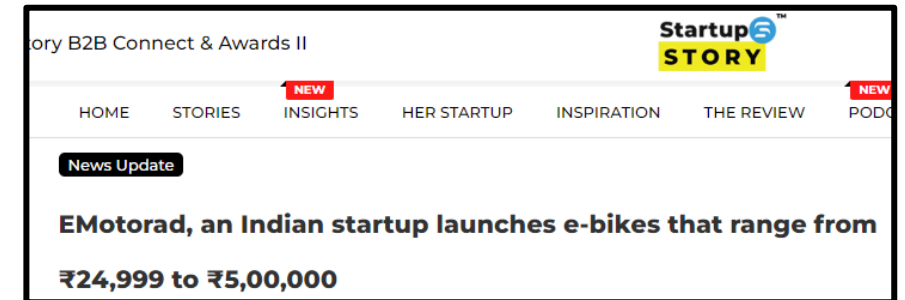 tory B2B Connect & Awards II
Startup S ™
STORY
NEW
NEW
HOME STORIES INSIGHTS HER STARTUP INSPIRATION THE REVIEW PODC
News Update
EMotorad, an Indian startup launches e-bikes that range from
₹24,999 to ₹5,00,000